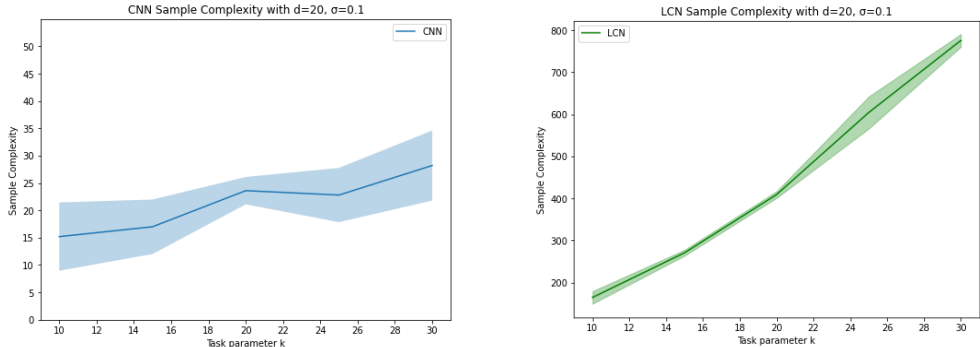 CNN Sample Complexity with d=20, σ=0.1
CNN
Sample Complexity
55
50
45
40
35
30
25
20
15
10
5
0
10 12 14 16 18 20 22 24 26 28 30
Task parameter k
LCN Sample Complexity with d=20, σ=0.1
LCN
Sample Complexity
800
700
600
500
400
300
200
10 12 14 16 18 20 22 24 26 28 30
Task parameter k